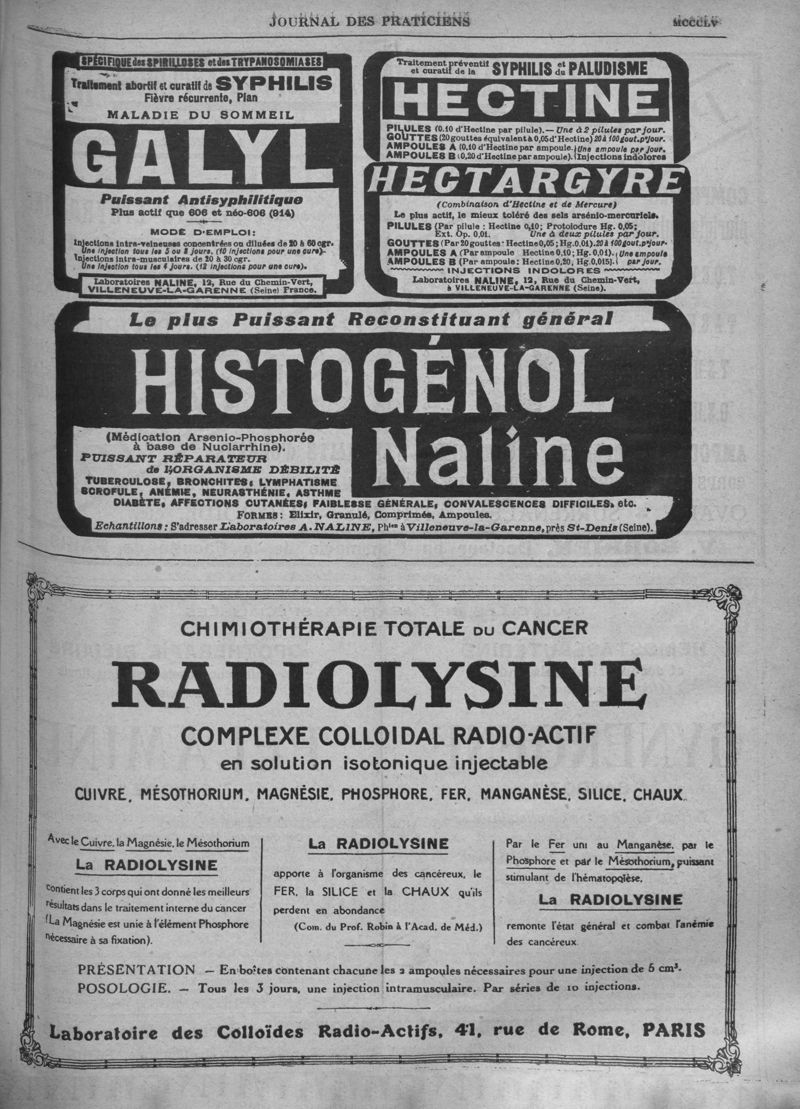 JOURNAL DES PRATICIENS
MCCCLV
SPÉCIFIQUE des SPIRILLOSES et des TRYPANOSOMIASES
Traitement abortif et curatif de SYPHILIS
Fièvre récurrente, Pian
MALADIE DU SOMMEIL
GALYL
Puissant Antisyphilitique
Plus actif que 606 et néo-606 (914)
MODE D'EMPLOI:
Injections intra-veineuses concentrées ou diluées de 20 à 60 cgr.
Une injection tous les 5 ou 8 jours. (10 injections pour une cure)-
Injections intra-musculaires de 20 à 30 cgr.
Une injection tous les 4 jours. (12 injections pour une cure).
Laboratoires NALINE, 12, Rue du Chemin-Vert,
VILLENEUVE-LA-GARENNE (Seine) France.
Traitement préventif et curatif de la SYPHILIS et du PALUDISME
HECTINE
PILULES (0.10 d'Hectine par pilule).— Une à 2 pilules par jour.
GOUTTES (20 gouttes équivalent à 0,05 d'Hectine) 20 à 100 gout. p. jour.
AMPOULES A (0,10 d'Hectine par ampoule.) Une ampoule par jour.
AMPOULES B (0,20 d'Hectine par ampoule). Injections indolores
HECTARGYRE
(Combinaison d'Hectine et de Mercure)
Le plus actif, le mieux toléré des sels arsénio-mercuriels.
PILULES (Par pilule : Hectine 0,10; Protoiodure Hg. 0,05;
Ext. Op. 0,01. Une à deux pilules par jour.
GOUTTES (Par 20 gouttes : Hectine 0,05; Hg. 0,01). 20 à 100 gout. p. jour.
AMPOULES A (Par ampoule Hectine 0,10; Hg. 0,01). Une ampoule
AMPOULES B (Par ampoule : Hectine 0,20, Hg. 0,015). par jour.
INJECTIONS INDOLORES
Laboratoires NALINE, 12, Rue du Chemin-Vert,
à VILLENEUVE-LA-GARENNE (Seine).
Le plus Puissant Reconstituant général
HISTOGÉNOL
Naline
(Médication Arsenio-Phosphorée
à base de Nuclarrhine).
PUISSANT RÉPARATEUR
de l'ORGANISME DÉBILITÉ
TUBERCULOSE, BRONCHITES, LYMPHATISME
SCROFULE, ANÉMIE, NEURASTHÉNIE, ASTHME
DIABÈTE, AFFECTIONS CUTANÉES, FAIBLESSE GÉNÉRALE, CONVALESCENCES DIFFICILES, etc.
FORMES: Elixir, Granulé, Comprimés, Ampoules.
Echantillons: S'adresser Laboratoires A. NALINE, Phien à Villeneuve-la-Garenne, près St-Denis (Seine).
CHIMIOTHÉRAPIE TOTALE DU CANCER
RADIOLYSINE
COMPLEXE COLLOIDAL RADIO-ACTIF
en solution isotonique injectable
CUIVRE, MÉSOTHORIUM, MAGNÉSIE, PHOSPHORE, FER, MANGANÈSE, SILICE, CHAUX.
Avec le Cuivre, la Magnésie, le Mésothorium
La RADIOLYSINE
contient les 3 corps qui ont donné les meilleurs
résultats dans le traitement interne du cancer
(La Magnésie est unie à l'élément Phosphore
nécessaire à sa fixation).
La RADIOLYSINE
apporte à l'organisme des cancéreux, le
FER, la SILICE et la CHAUX qu'ils
perdent en abondance
(Com. du Prof. Robin à l'Acad. de Méd.)
Par le Fer uni au Manganèse, par le
Phosphore et par le Mésothorium, puissant
stimulant de l'hématopoïèse.
La RADIOLYSINE
remonte l'état général et combat l'anémie
des cancéreux
PRÉSENTATION — En boîtes contenant chacune les 2 ampoules nécessaires pour une injection de 5 cm3.
POSOLOGIE. — Tous les 3 jours, une injection intramusculaire. Par séries de 10 injections.
Laboratoire des Colloïdes Radio-Actifs, 41, rue de Rome, PARIS